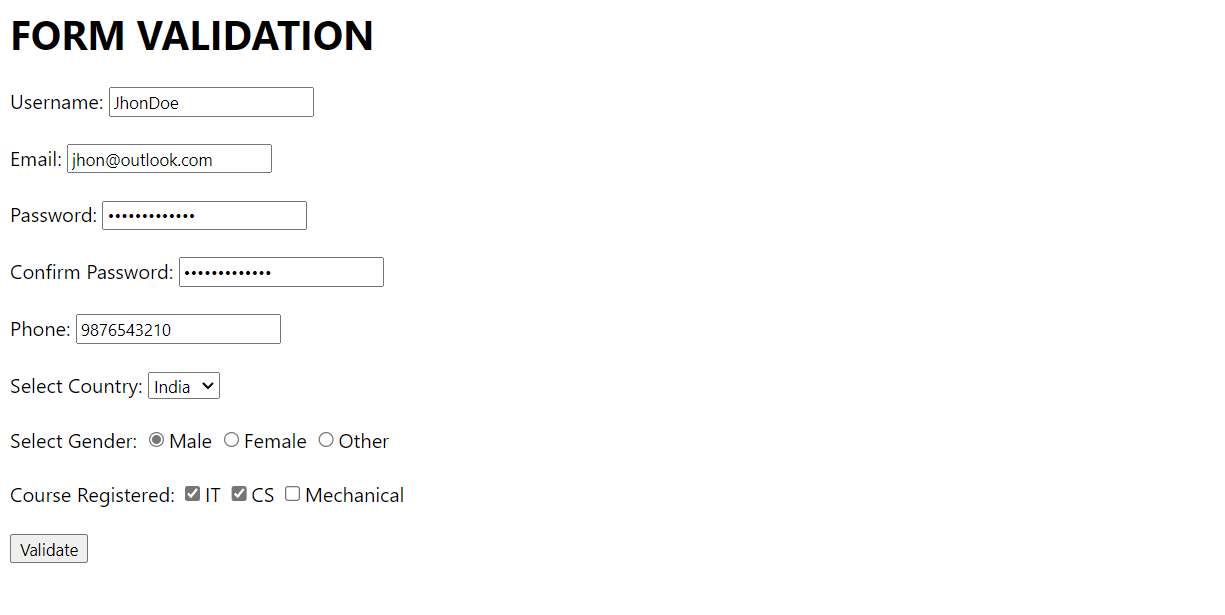 FORM VALIDATION
Username: JhonDoe
Email: jhon@outlook.com
Password: •••••••••••••
Confirm Password: •••••••••••••
Phone: 9876543210
Select Country: India
Select Gender: Male Female Other
Course Registered: IT CS Mechanical
Validate